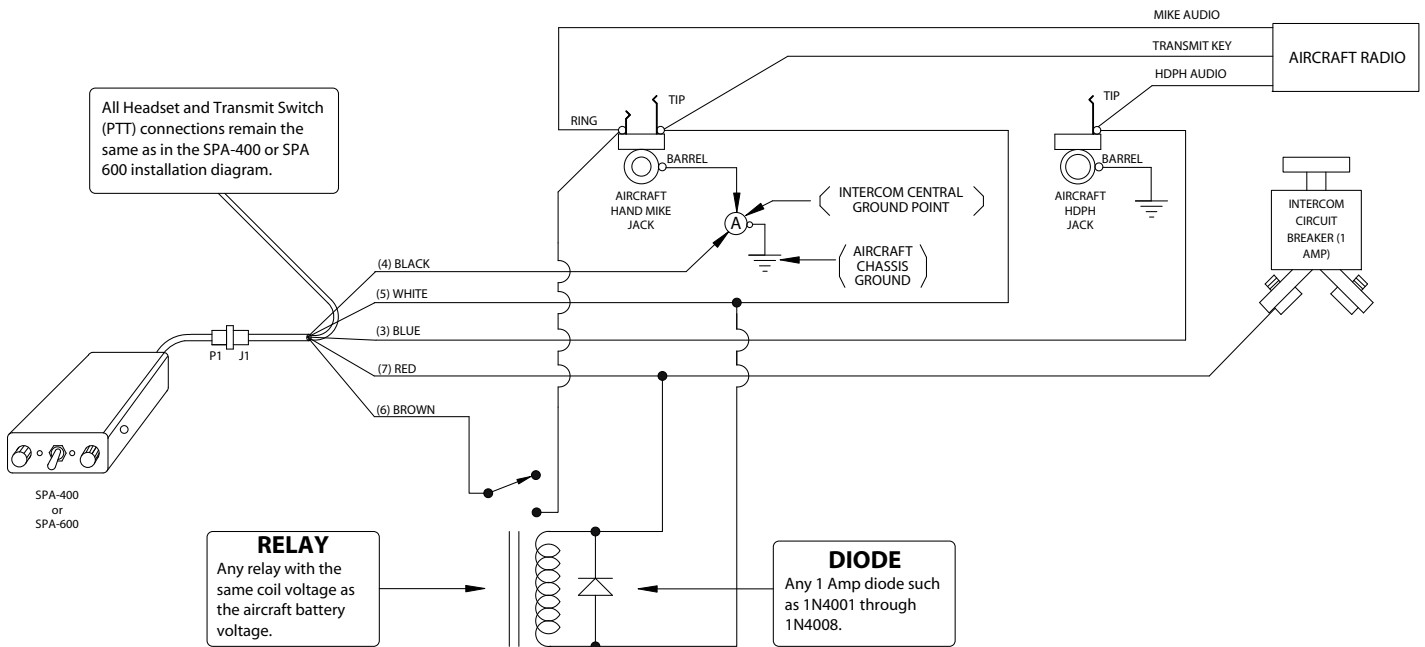 MIKE AUDIO
TRANSMIT KEY
HDPH AUDIO
AIRCRAFT RADIO
All Headset and Transmit Switch
(PTT) connections remain the
same as in the SPA-400 or SPA
600 installation diagram.
RING
TIP
BARREL
AIRCRAFT
HAND MIKE
JACK
A
INTERCOM CENTRAL
GROUND POINT
AIRCRAFT
CHASSIS
GROUND
TIP
BARREL
AIRCRAFT
HDPH
JACK
INTERCOM
CIRCUIT
BREAKER (1
AMP)
(4) BLACK
(5) WHITE
(3) BLUE
(7) RED
(6) BROWN
P1
J1
SPA-400
or
SPA-600
RELAY
Any relay with the
same coil voltage as
the aircraft battery
voltage.
DIODE
Any 1 Amp diode such
as 1N4001 through
1N4008.